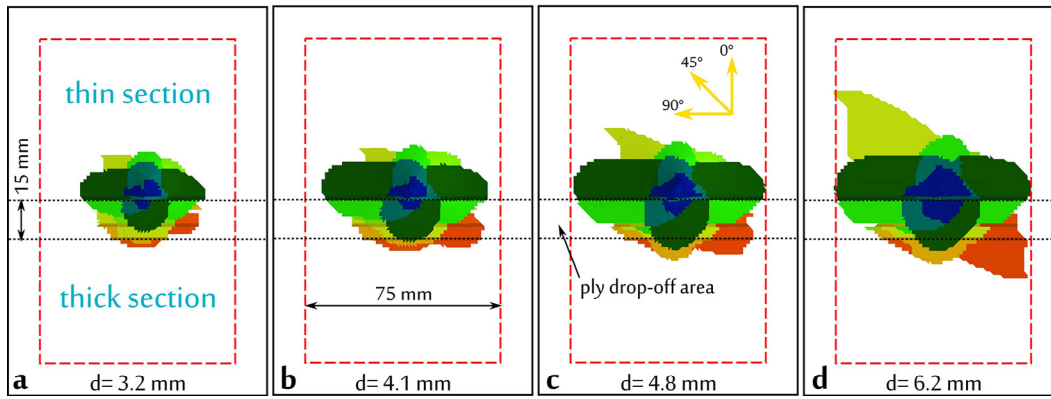 thin section
15 mm
thick section
a
d= 3.2 mm
75 mm
b
d= 4.1 mm
0°
45°
90°
ply drop-off area
c
d= 4.8 mm
d
d= 6.2 mm